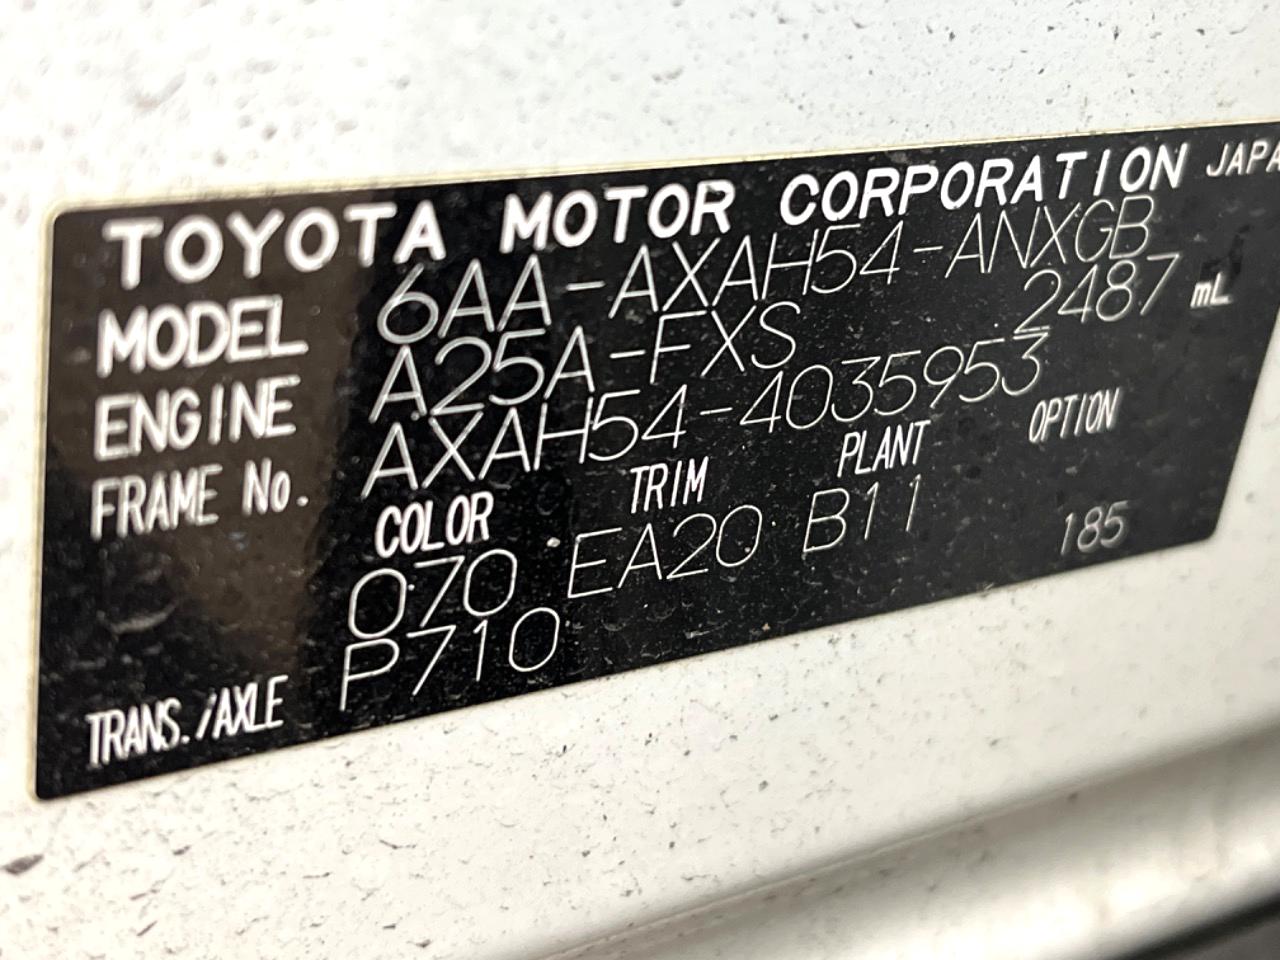 TOYOTA MOTOR CORPORATION JAPA
MODEL 6AA-AXAH54-ANXGB
ENGINE A25A-FXS 2487 mL
FRAME No. AXAH54-4035953
COLOR TRIM PLANT OPTION
070 EA20 B11 185
TRANS./AXLE P710